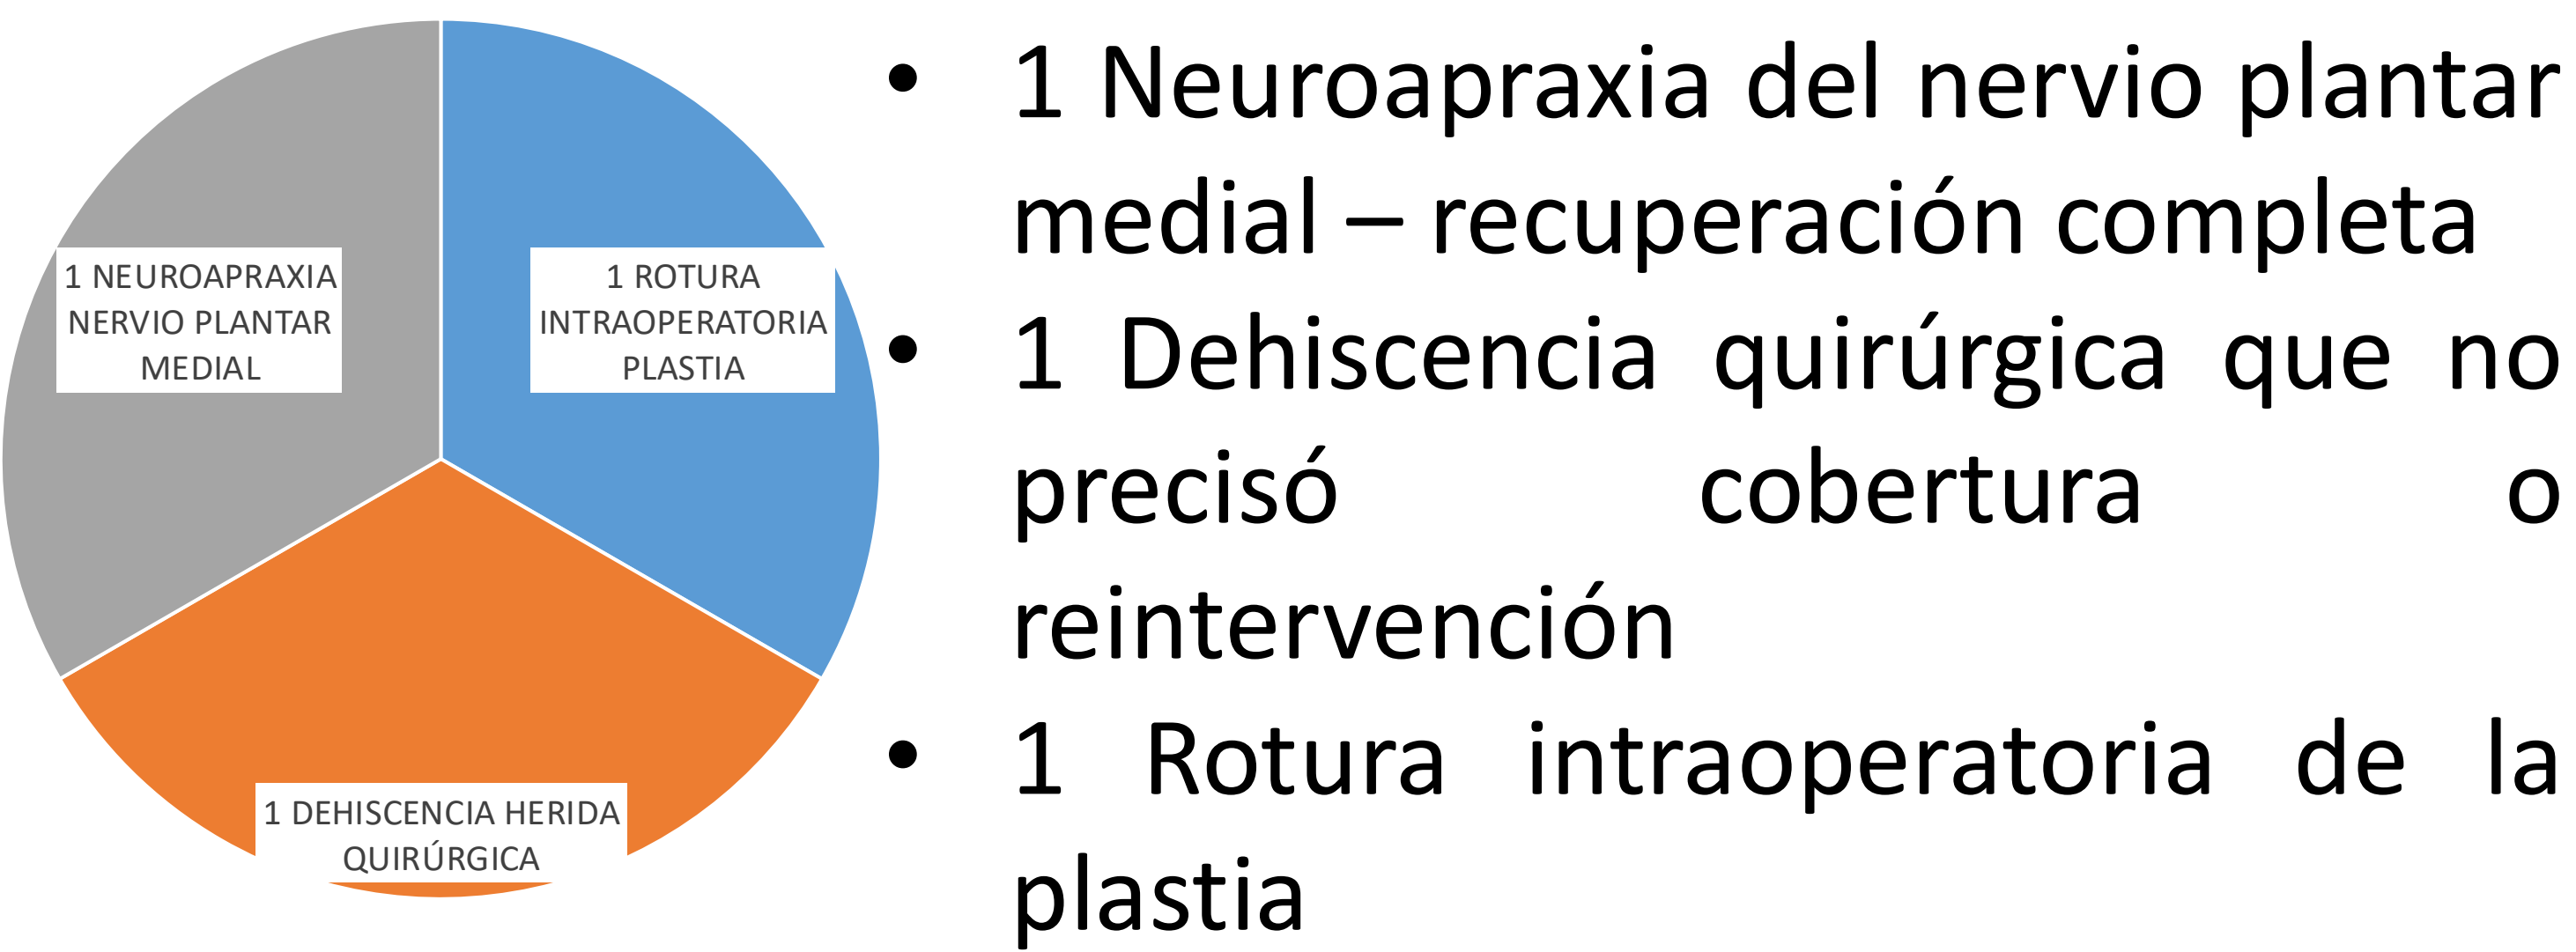 1 NEUROAPRAXIA
NERVIO PLANTAR
MEDIAL
1 ROTURA
INTRAOPERATORIA
PLASTIA
1 DEHISCENCIA HERIDA
QUIRÚRGICA
• 1 Neuroapraxia del nervio plantar
medial – recuperación completa
• 1 Dehiscencia quirúrgica que no
precisó cobertura o
reintervención
• 1 Rotura intraoperatoria de la
plastia